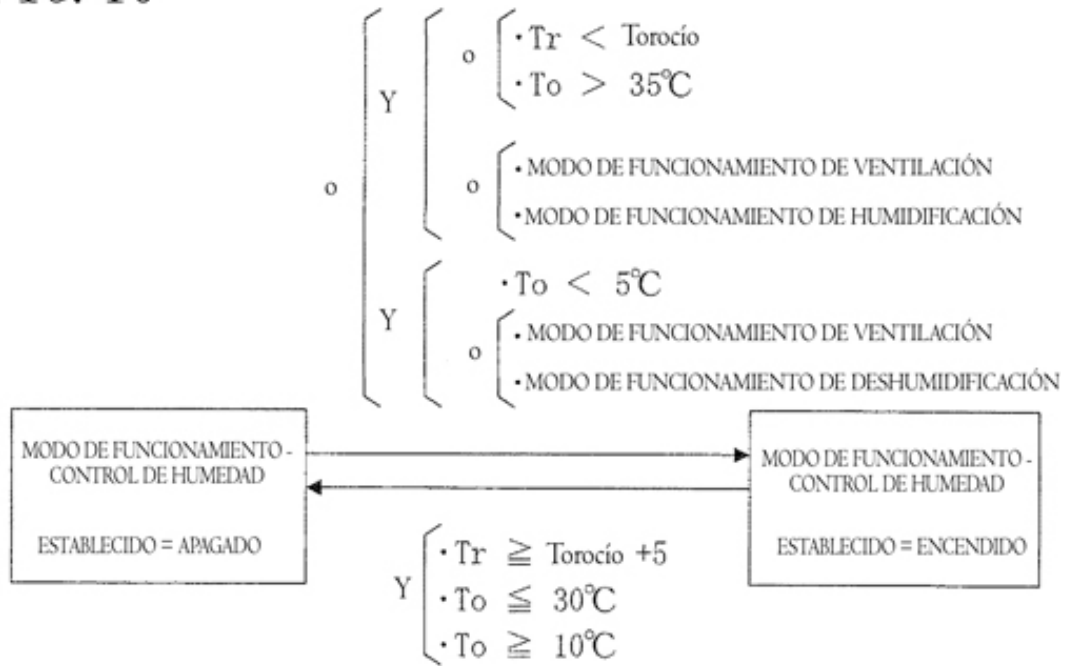 o
Y
o
· Tr < Torocío
· To > 35℃
o
· MODO DE FUNCIONAMIENTO DE VENTILACIÓN
· MODO DE FUNCIONAMIENTO DE HUMIDIFICACIÓN
Y
· To < 5℃
o
· MODO DE FUNCIONAMIENTO DE VENTILACIÓN
· MODO DE FUNCIONAMIENTO DE DESHUMIDIFICACIÓN
MODO DE FUNCIONAMIENTO -
CONTROL DE HUMEDAD
ESTABLECIDO = APAGADO
MODO DE FUNCIONAMIENTO -
CONTROL DE HUMEDAD
ESTABLECIDO = ENCENDIDO
Y
· Tr ≧ Torocío +5
· To ≦ 30℃
· To ≧ 10℃